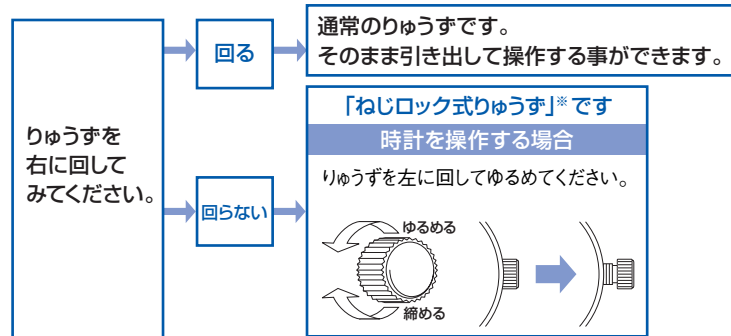 りゅうずを
右に回して
みてください。
回る
通常のりゅうずです。
そのまま引き出して操作する事ができます。
回らない
「ねじロック式りゅうず」※です
時計を操作する場合
りゅうずを左に回してゆるめてください。
ゆるめる
締める